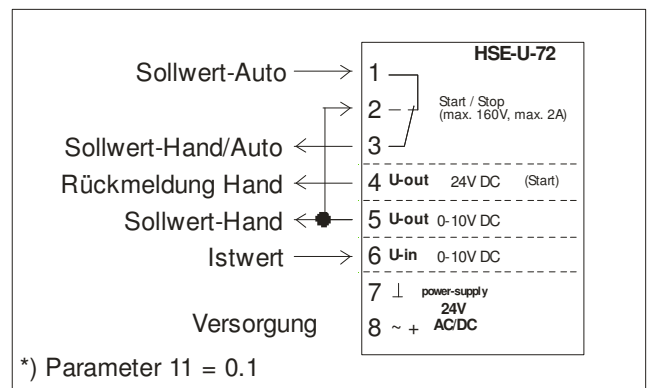 HSE-U-72
Sollwert-Auto 1
2 Start / Stop
(max. 160V, max. 2A)
Sollwert-Hand/Auto 3
Rückmeldung Hand 4 U-out 24V DC (Start)
Sollwert-Hand 5 U-out 0-10V DC
Istwert 6 U-in 0-10V DC
7 ⊥ power-supply
24V
Versorgung 8 ~ + AC/DC
*) Parameter 11 = 0.1